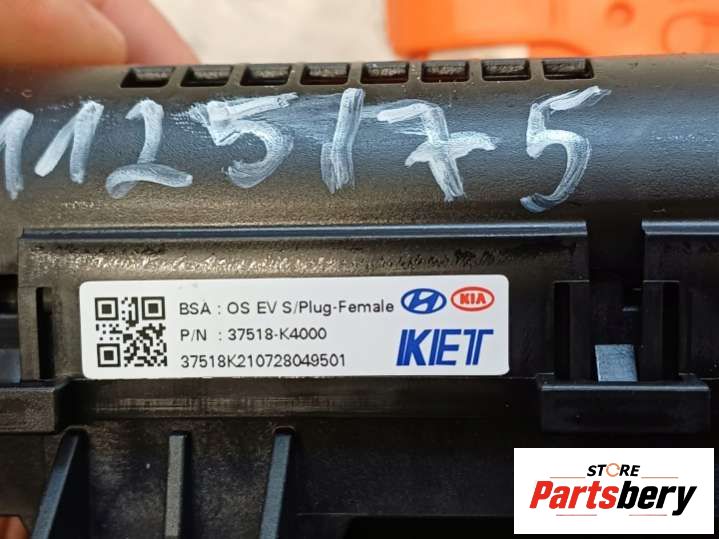 1125175
BSA : OS EV S/Plug-Female
KIA
P/N : 37518-K4000
37518K210728049501
KET
STORE
Partsbery